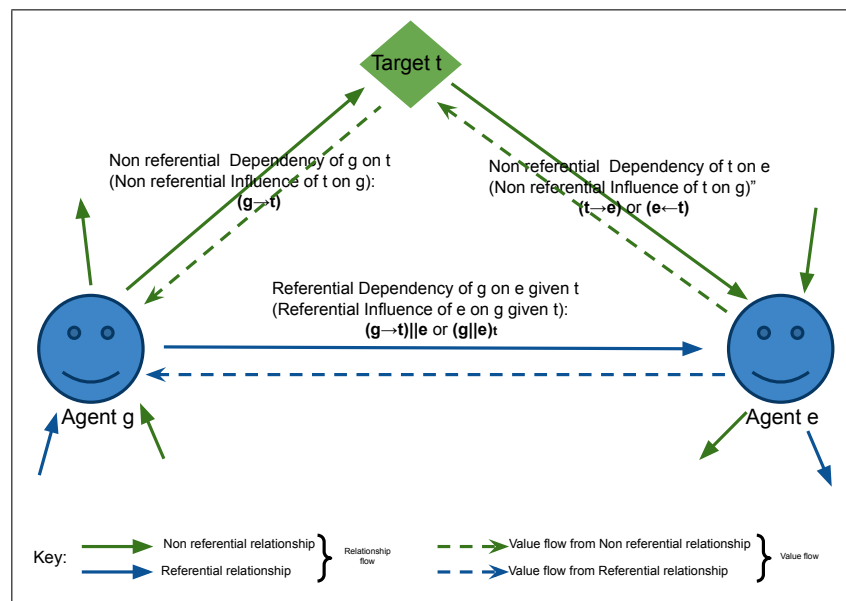 Target t
Non referential Dependency of g on t
(Non referential Influence of t on g):
(g→t)
Non referential Dependency of t on e
(Non referential Influence of t on g)”
(t→e) or (e←t)
Referential Dependency of g on e given t
(Referential Influence of e on g given t):
(g→t)||e or (g||e)t
Agent g
Agent e
Key:
Non referential relationship
Referential relationship
Relationship
flow
Value flow from Non referential relationship
Value flow from Referential relationship
Value flow